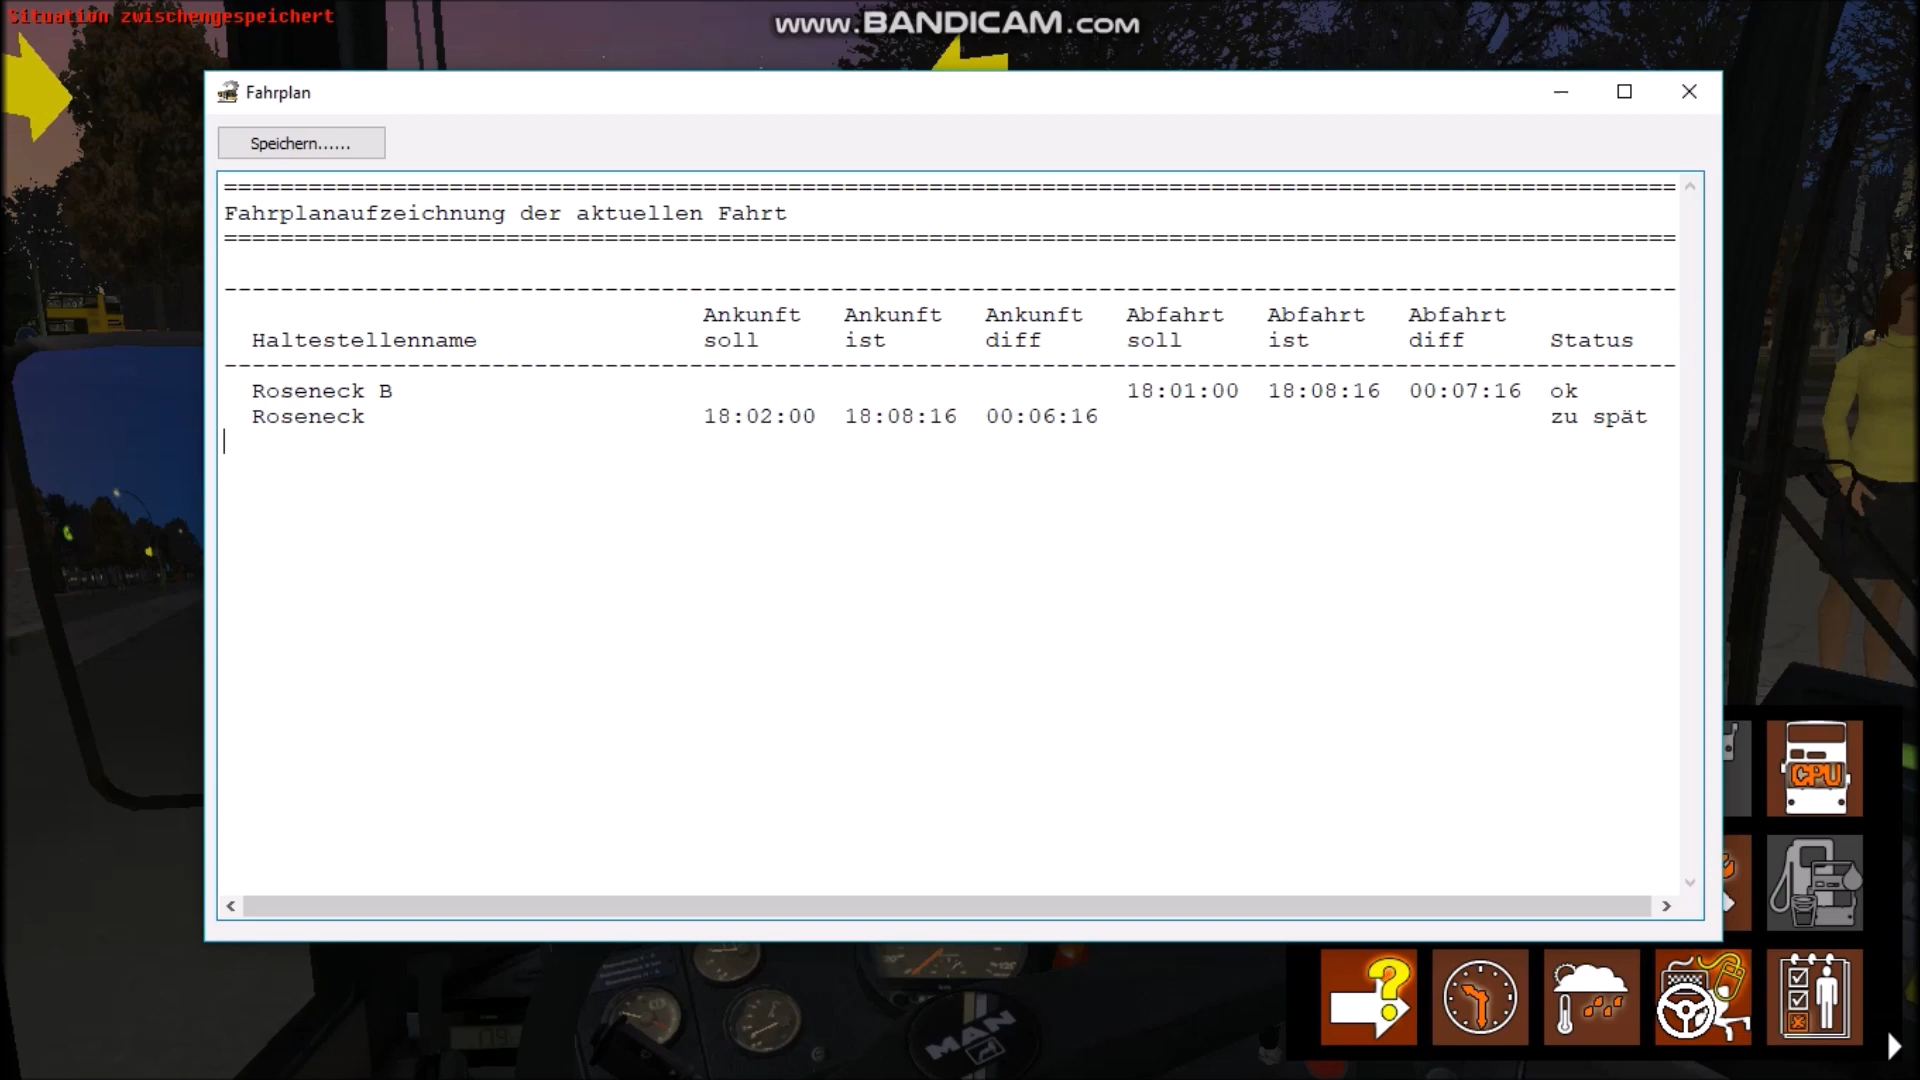 Situation zwischengespeichert
www.BANDICAM.com
Fahrplan
Speichern......
Fahrplanaufzeichnung der aktuellen Fahrt
Ankunft Ankunft Ankunft Abfahrt Abfahrt Abfahrt
Haltestellenname soll ist diff soll ist diff Status
Roseneck B 18:01:00 18:08:16 00:07:16 ok
Roseneck 18:02:00 18:08:16 00:06:16 zu spät
CPU
MAN